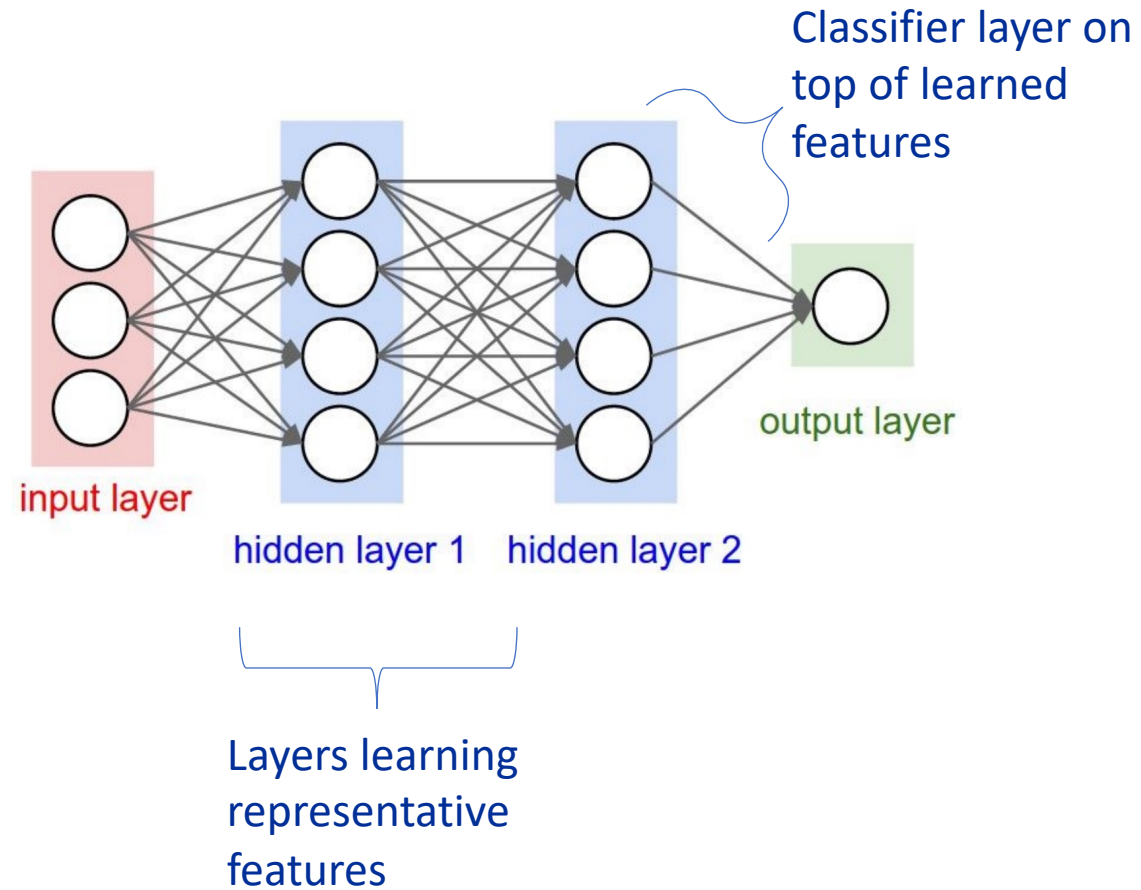 Classifier layer on
top of learned
features
input layer
hidden layer 1
hidden layer 2
output layer
Layers learning
representative
features